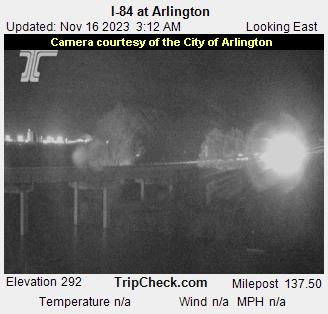 I-84 at Arlington
Updated: Nov 16 2023 3:12 AM Looking East
Camera courtesy of the City of Arlington
Elevation 292 TripCheck.com Milepost 137.50
Temperature n/a Wind n/a MPH n/a